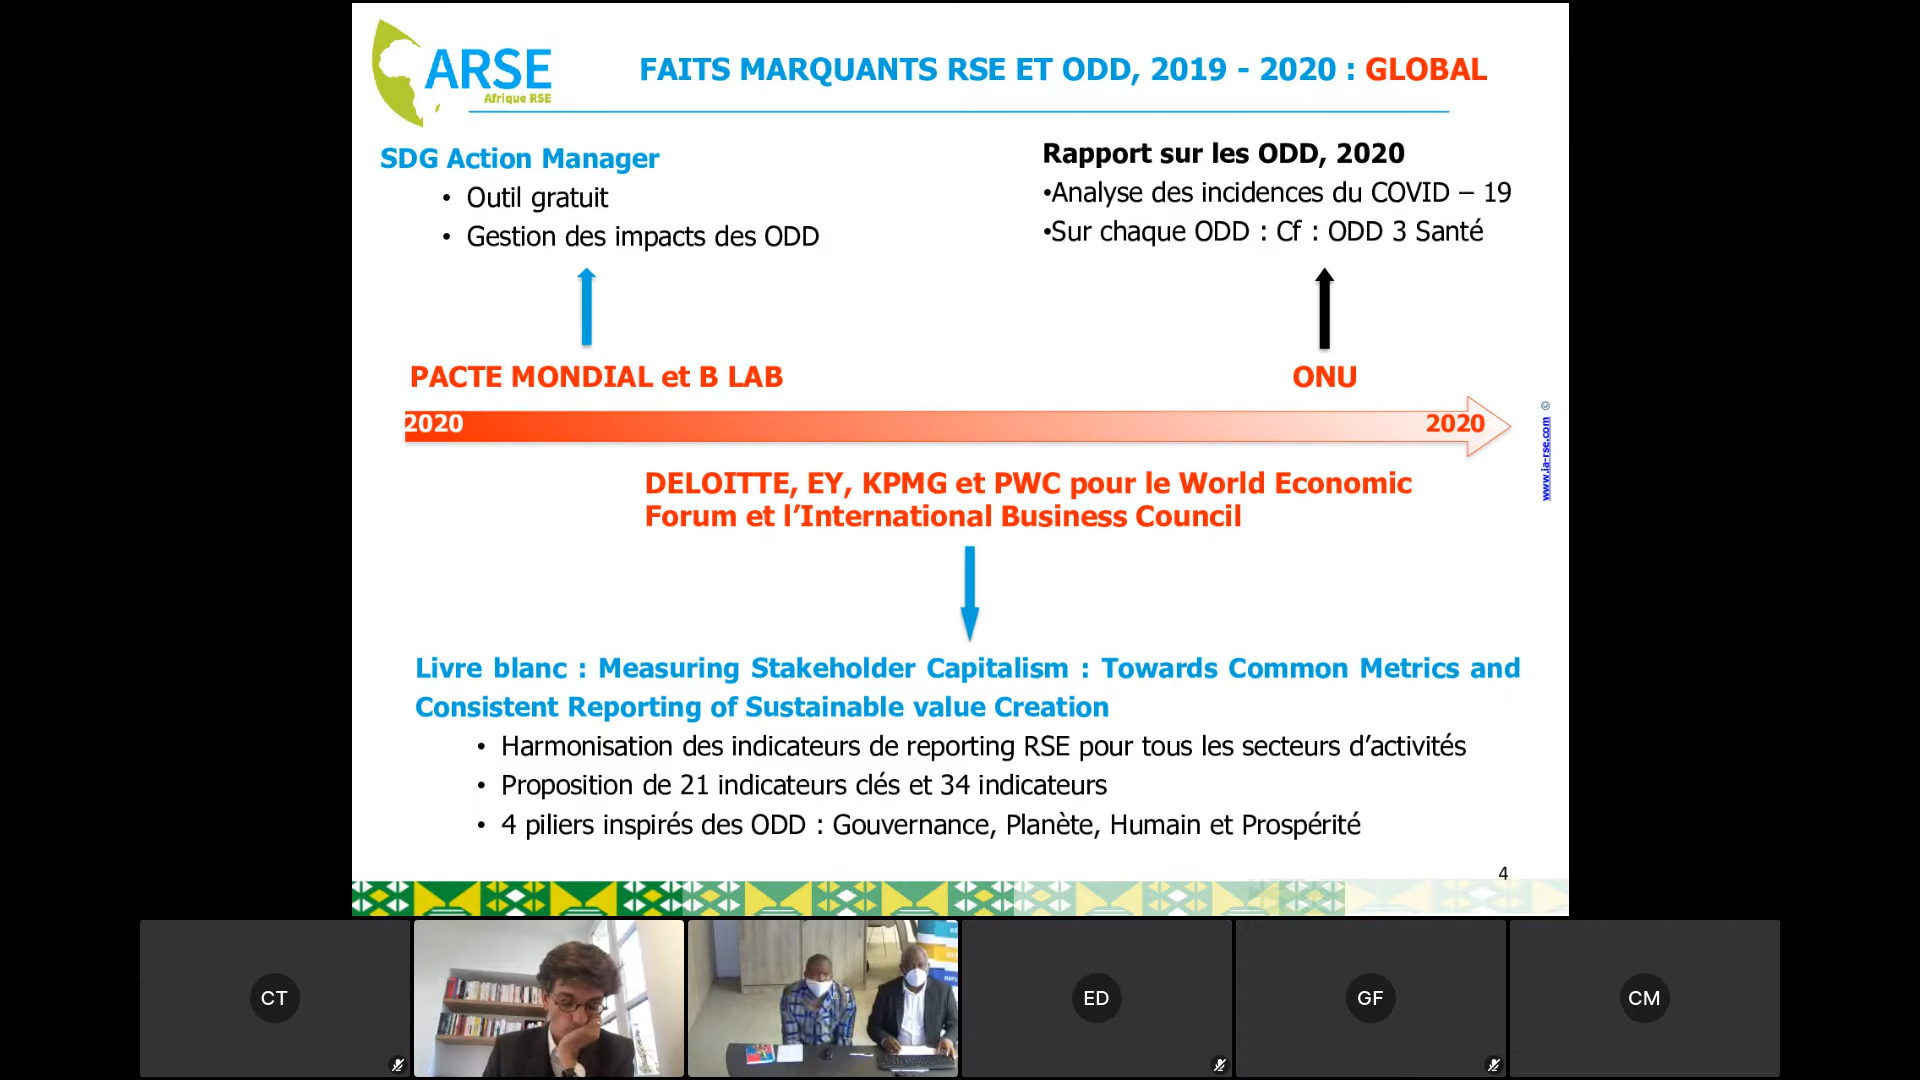 ARSE
Afrique RSE
FAITS MARQUANTS RSE ET ODD, 2019 - 2020 : GLOBAL
SDG Action Manager
• Outil gratuit
• Gestion des impacts des ODD
Rapport sur les ODD, 2020
•Analyse des incidences du COVID – 19
•Sur chaque ODD : Cf : ODD 3 Santé
PACTE MONDIAL et B LAB
ONU
2020
2020
www.ia-rse.com ©
DELOITTE, EY, KPMG et PWC pour le World Economic
Forum et l’International Business Council
Livre blanc : Measuring Stakeholder Capitalism : Towards Common Metrics and
Consistent Reporting of Sustainable value Creation
• Harmonisation des indicateurs de reporting RSE pour tous les secteurs d’activités
• Proposition de 21 indicateurs clés et 34 indicateurs
• 4 piliers inspirés des ODD : Gouvernance, Planète, Humain et Prospérité
4
CT
ED
GF
CM